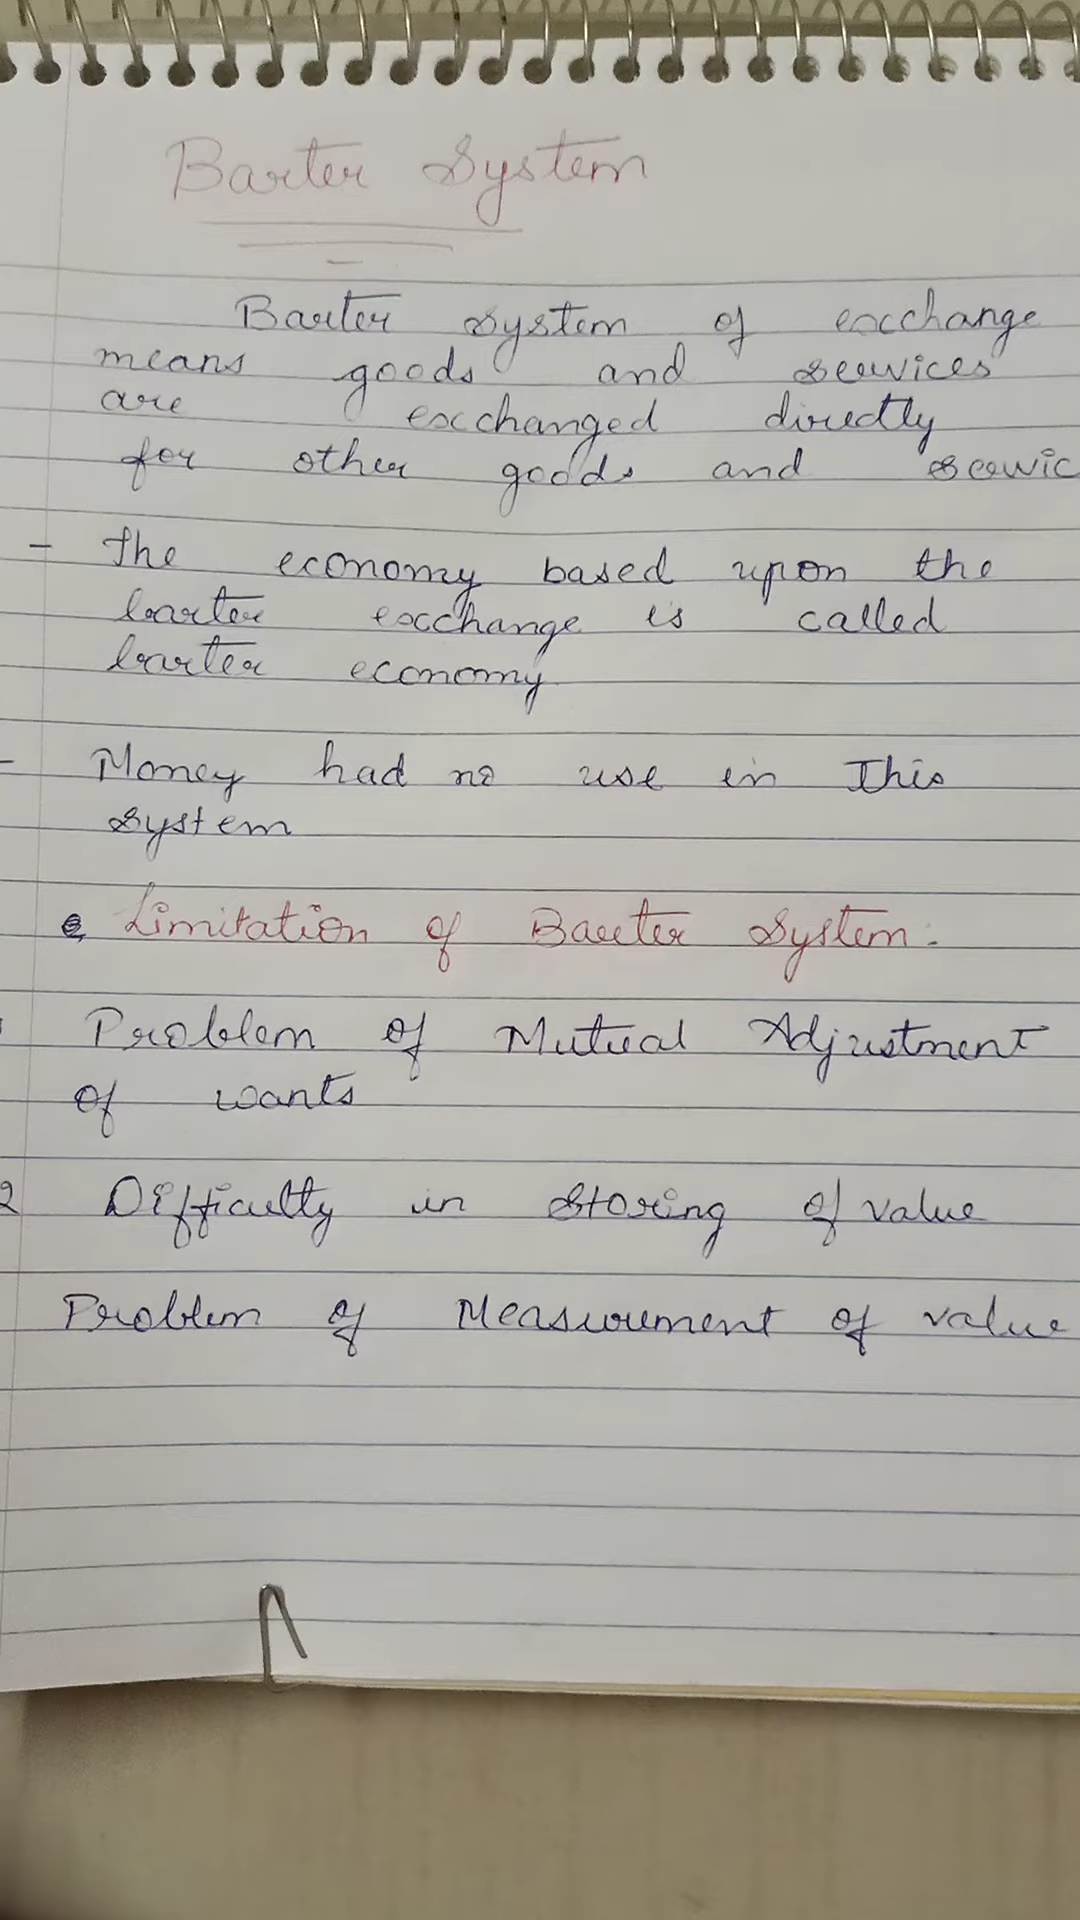 Barter System
Barter system of exchange
means goods and services
are exchanged directly
for other goods and servic
- The economy based upon the
barter exchange is called
barter economy
- Money had no use in This
system
Limitation of Barter System.
Problem of Mutual Adjustment
of wants
2 Difficulty in Storing of value
Problem of Measurement of value